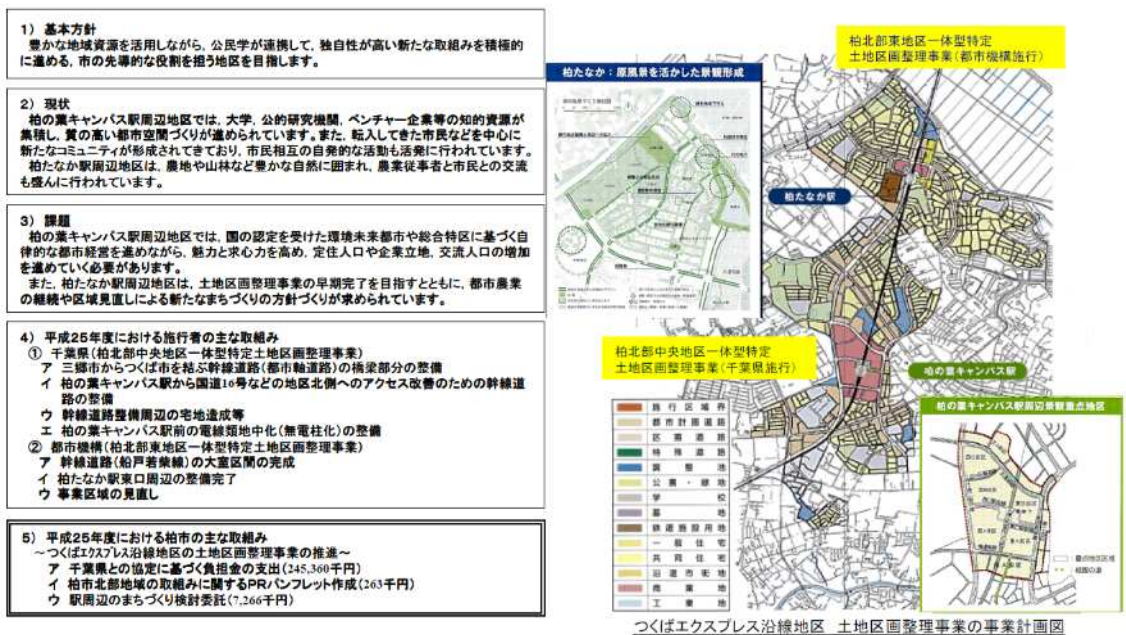 1) 基本方針
豊かな地域資源を活用しながら, 公民学が連携して, 独自性が高い新たな取組みを積極的
に進める, 市の先導的な役割を担う地区を目指します。
2) 現状
柏の葉キャンパス駅周辺地区では, 大学, 公的研究機関, ベンチャー企業等の知的資源が
集積し, 質の高い都市空間づくりが進められています。また, 転入してきた市民などを中心に
新たなコミュニティが形成されてきており, 市民相互の自発的な活動も活発に行われています。
柏たなか駅周辺地区は, 農地や山林など豊かな自然に囲まれ, 農業従事者と市民との交流
も盛んに行われています。
3) 課題
柏の葉キャンパス駅周辺地区では, 国の認定を受けた環境未来都市や総合特区に基づく自
律的な都市経営を進めながら, 魅力と求心力を高め, 定住人口や企業立地, 交流人口の増加
を進めていく必要があります。
また, 柏たなか駅周辺地区は, 土地区画整理事業の早期完了を目指すとともに, 都市農業
の継続や区域見直しによる新たなまちづくりの方針づくりが求められています。
4) 平成25年度における施行者の主な取組み
① 千葉県(柏北部中央地区一体型特定土地区画整理事業)
ア 三郷市からつくば市を結ぶ幹線道路(都市軸道路)の橋梁部分の整備
イ 柏の葉キャンパス駅から国道16号などの地区北側へのアクセス改善のための幹線道
路の整備
ウ 幹線道路整備周辺の宅地造成等
エ 柏の葉キャンパス駅前の電線類地中化(無電柱化)の整備
② 都市機構(柏北部東地区一体型特定土地区画整理事業)
ア 幹線道路(船戸若柴線)の大室区間の完成
イ 柏たなか駅東口周辺の整備完了
ウ 事業区域の見直し
5) 平成25年度における柏市の主な取組み
～つくばエクスプレス沿線地区の土地区画整理事業の推進～
ア 千葉県との協定に基づく負担金の支出(245,360千円)
イ 柏市北部地域の取組みに関するPRパンフレット作成(263千円)
ウ 駅周辺のまちづくり検討委託(7,266千円)
柏北部東地区一体型特定
土地区画整理事業(都市機構施行)
柏たなか:原風景を活かした景観形成
柏たなか駅
柏北部中央地区一体型特定
土地区画整理事業(千葉県施行)
柏の葉キャンパス駅
柏の葉キャンパス駅周辺景観重点地区
施行区域界
都市計画道路
区画道路
特殊道路
調整池
公園・緑地
学校
墓地
鉄道施設用地
一般住宅
共同住宅
沿道市街地
商業地
工業地
重点地区区域
つくばエクスプレス沿線地区 土地区画整理事業の事業計画図